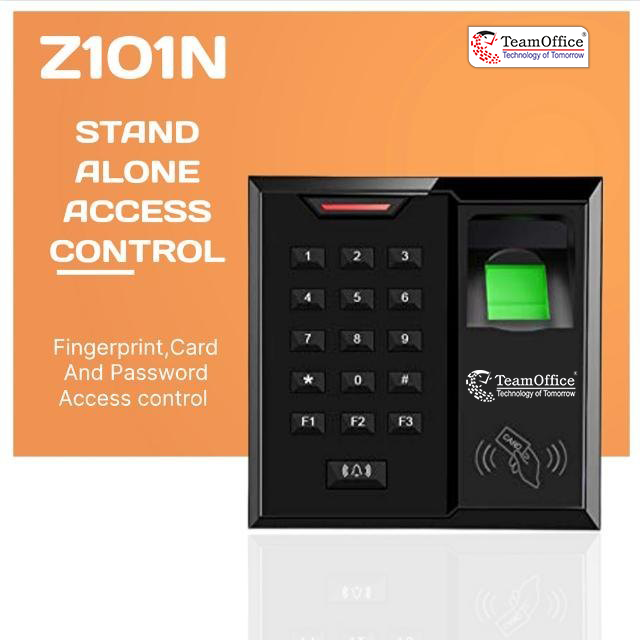 Z101N
TeamOffice®
Technology of Tomorrow
STAND
ALONE
ACCESS
CONTROL
Fingerprint,Card
And Password
Access control
1 2 3
4 5 6
7 8 9
* 0 #
F1 F2 F3
TeamOffice®
Technology of Tomorrow
CARD